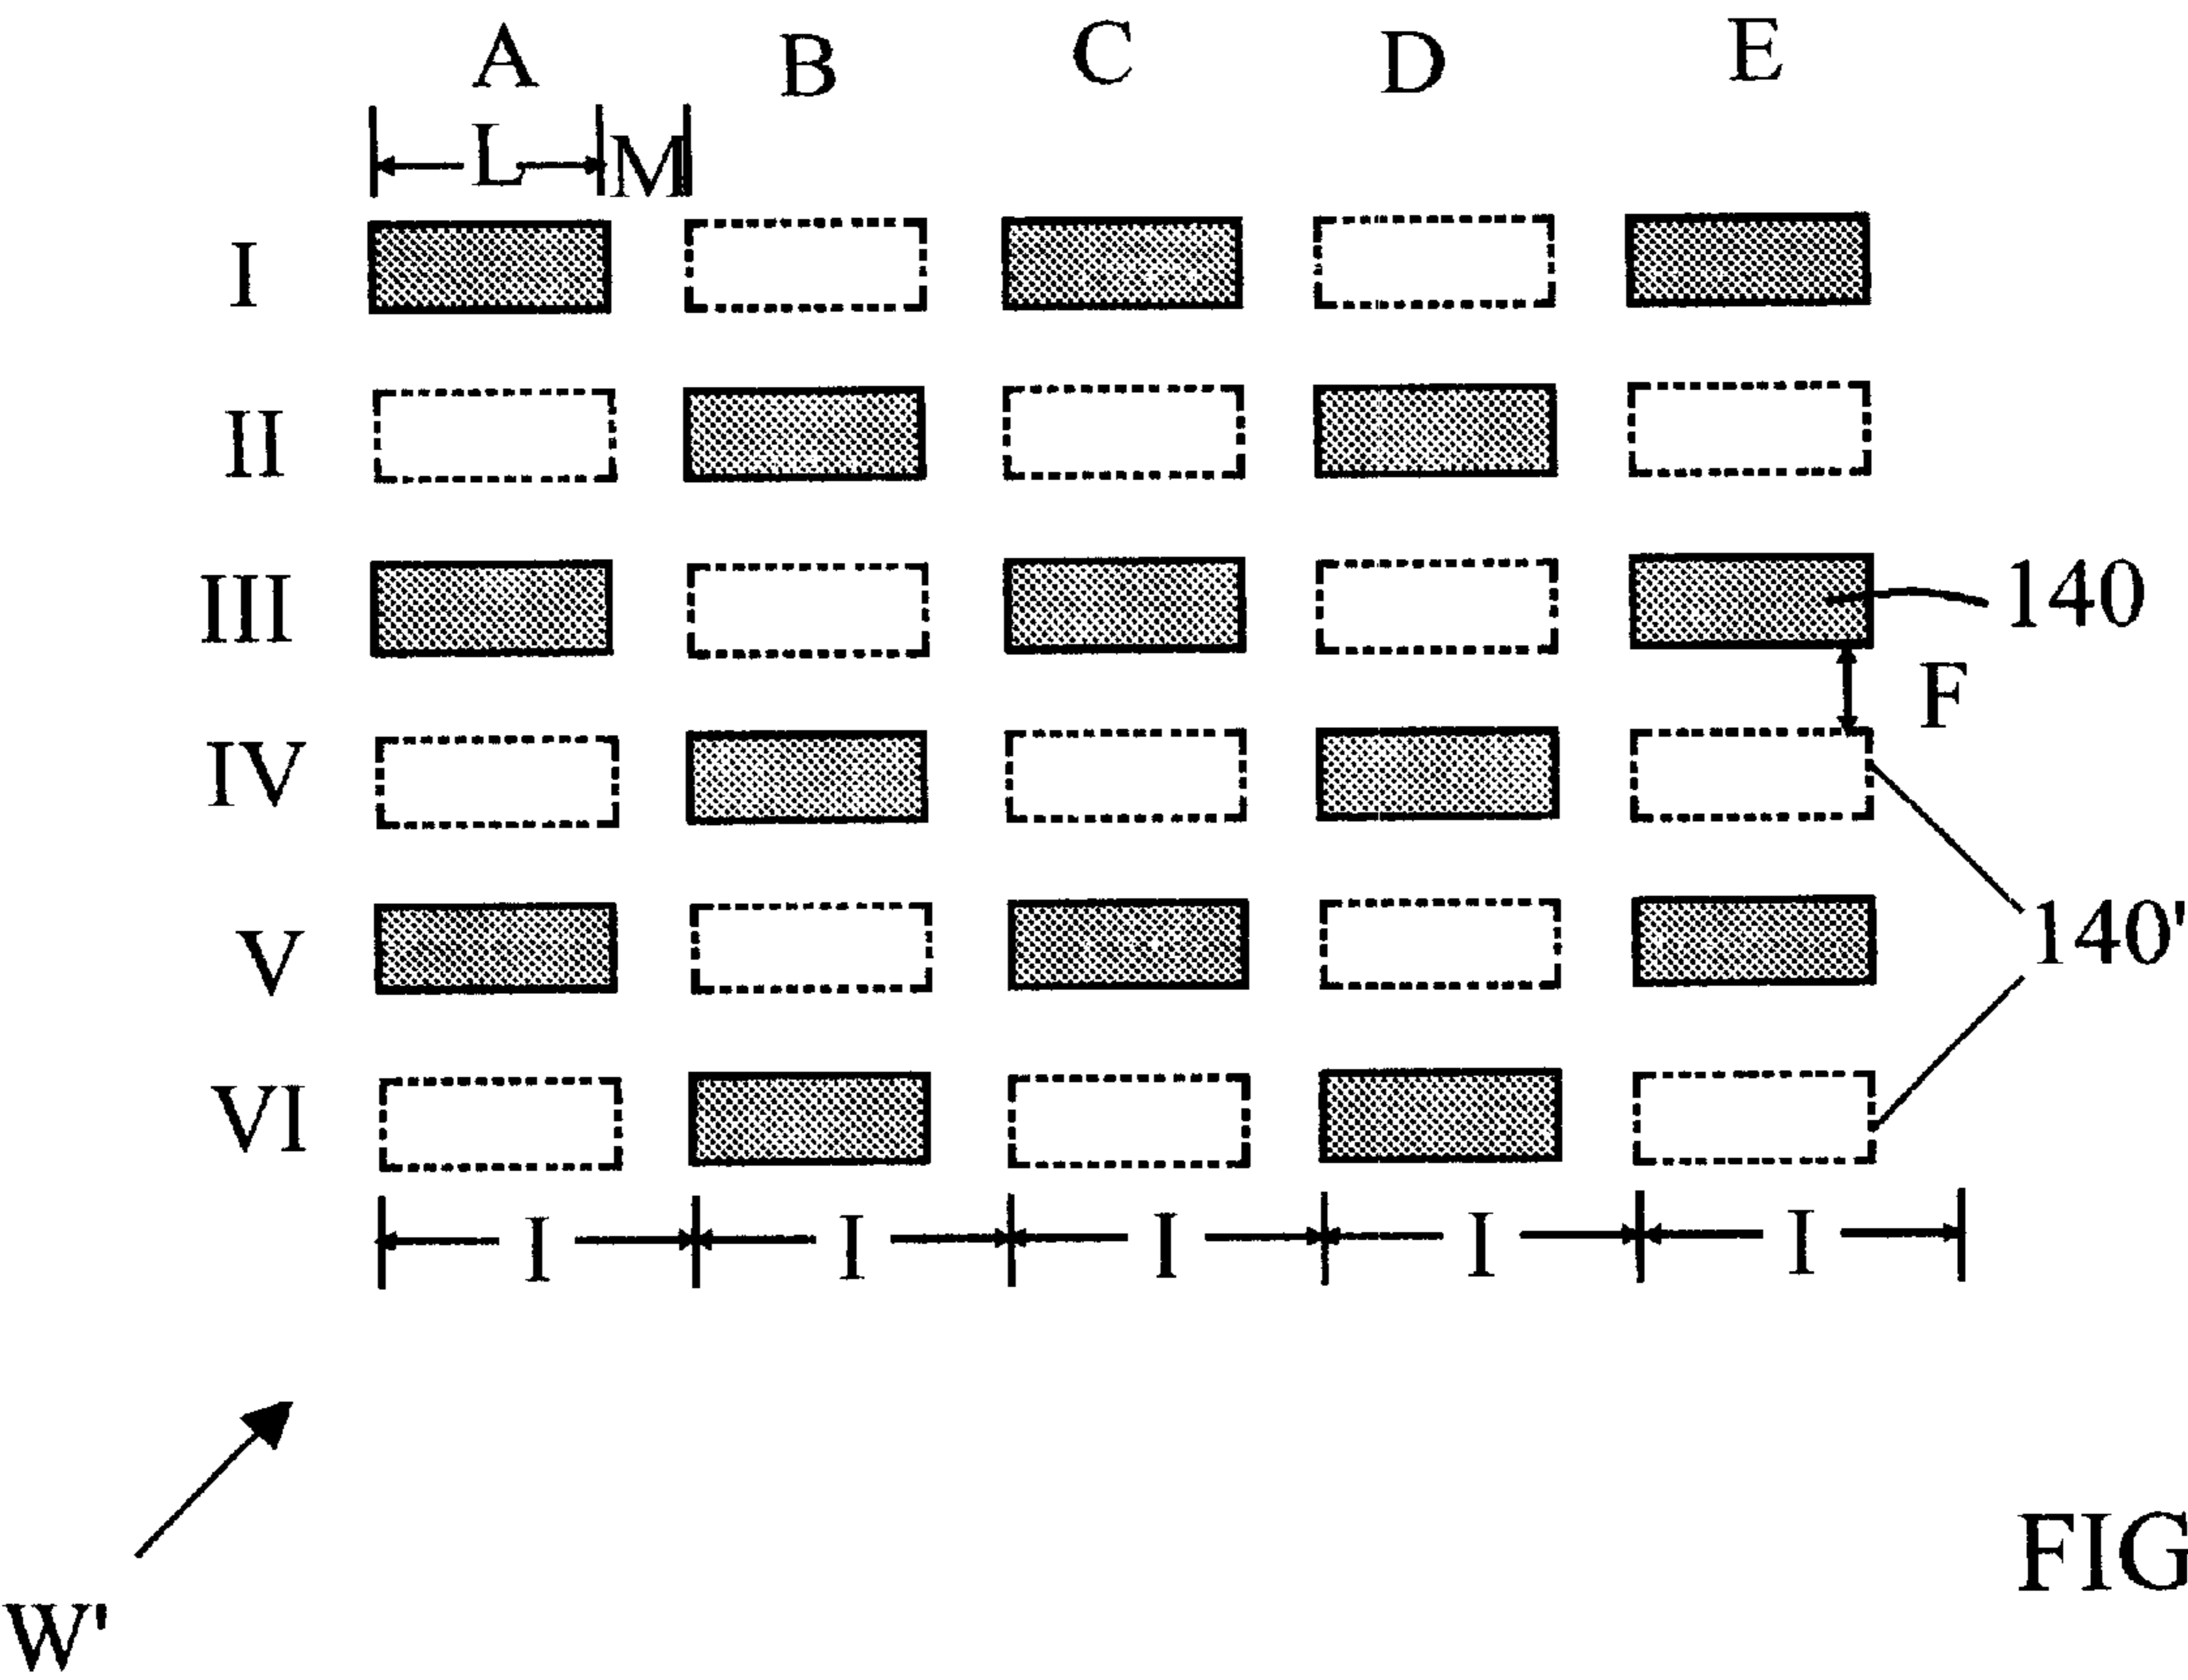 A B C D E
L M
I
II
III 140
F
IV
V 140'
VI
I I I I I
W'
FIG